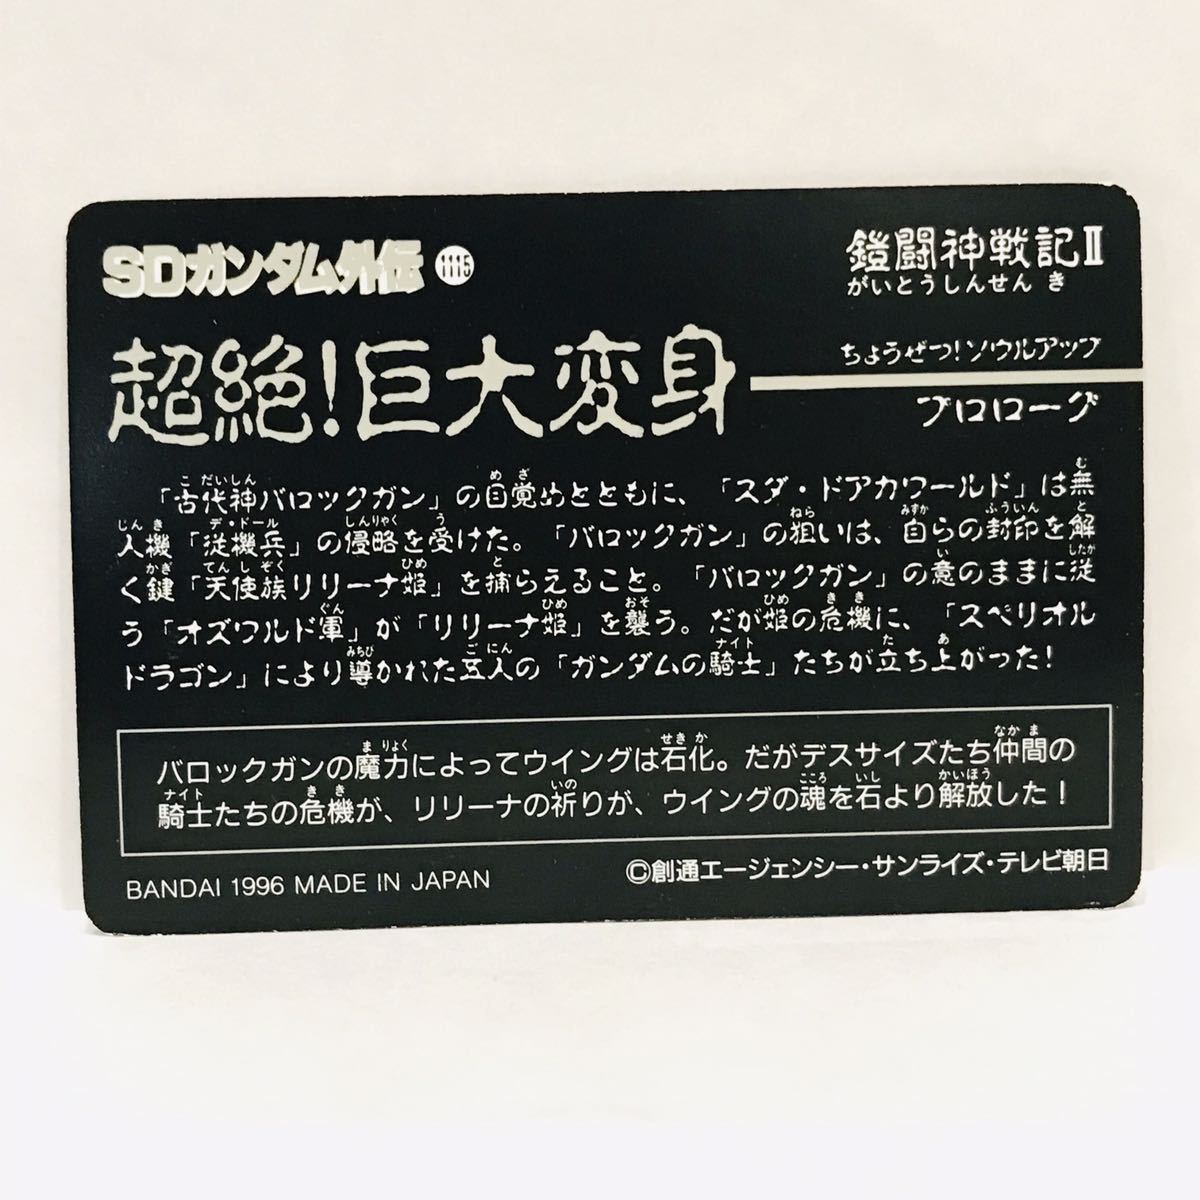 SDガンダム外伝 1115
鎧闘神戦記II
がいとうしんせんき
超絶！巨大変身
ちょうぜつ！ソウルアップ
プロローグ
「古代神バロックガン」の目覚めとともに、「スダ・ドアカワールド」は無
人機「従機兵」の侵略を受けた。「バロックガン」の狙いは、自らの封印を解
く鍵「天使族リリーナ姫」を捕らえること。「バロックガン」の意のままに従
う「オズワルド軍」が「リリーナ姫」を襲う。だが姫の危機に、「スペリオル
ドラゴン」により導かれた五人の「ガンダムの騎士」たちが立ち上がった！
バロックガンの魔力によってウイングは石化。だがデスサイズたち仲間の
騎士たちの危機が、リリーナの祈りが、ウイングの魂を石より解放した！
BANDAI 1996 MADE IN JAPAN
©創通エージェンシー・サンライズ・テレビ朝日